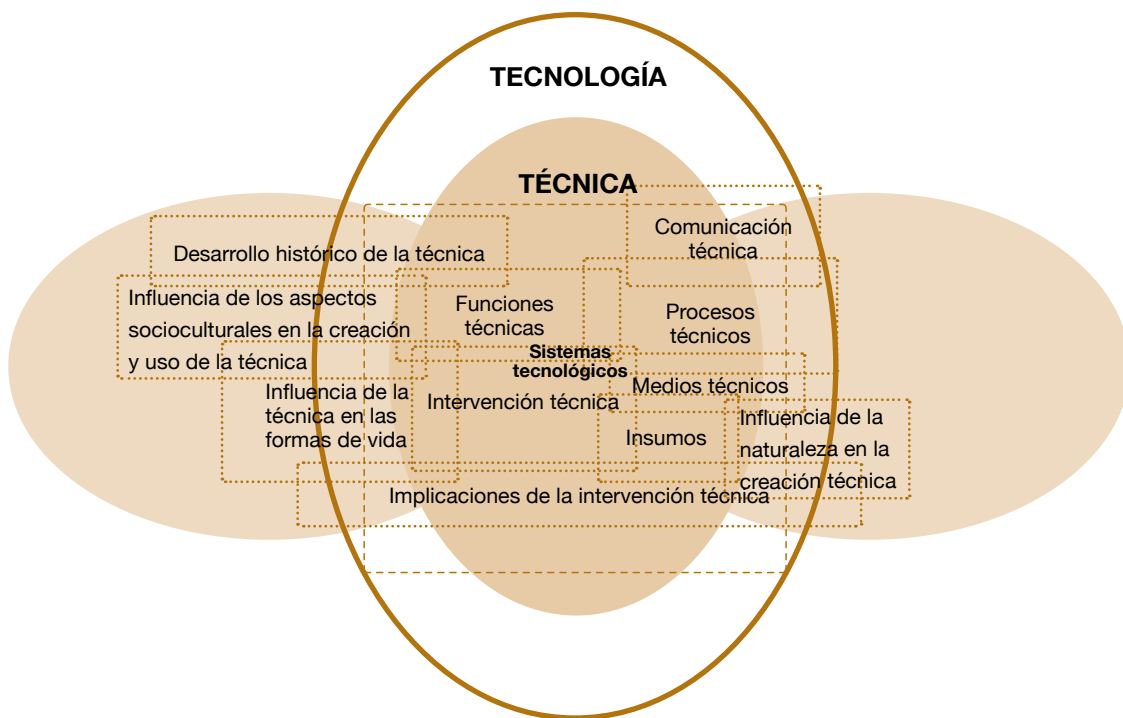 TECNOLOGÍA
TÉCNICA
Comunicación
técnica
Desarrollo histórico de la técnica
Influencia de los aspectos
socioculturales en la creación
y uso de la técnica
Funciones
técnicas
Procesos
técnicos
Sistemas
tecnológicos
Medios técnicos
Influencia de la
técnica en las
formas de vida
Intervención técnica
Insumos
Influencia de la
naturaleza en la
creación técnica
Implicaciones de la intervención técnica